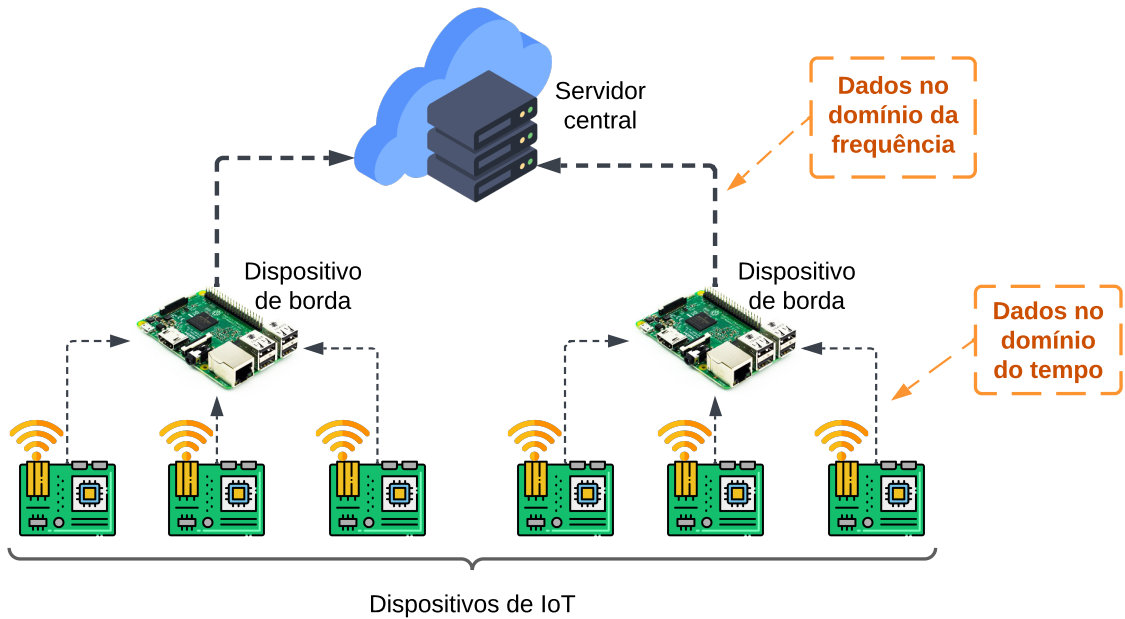 Servidor
central
Dados no
domínio da
frequência
Dispositivo
de borda
Dispositivo
de borda
Dados no
domínio
do tempo
Dispositivos de IoT